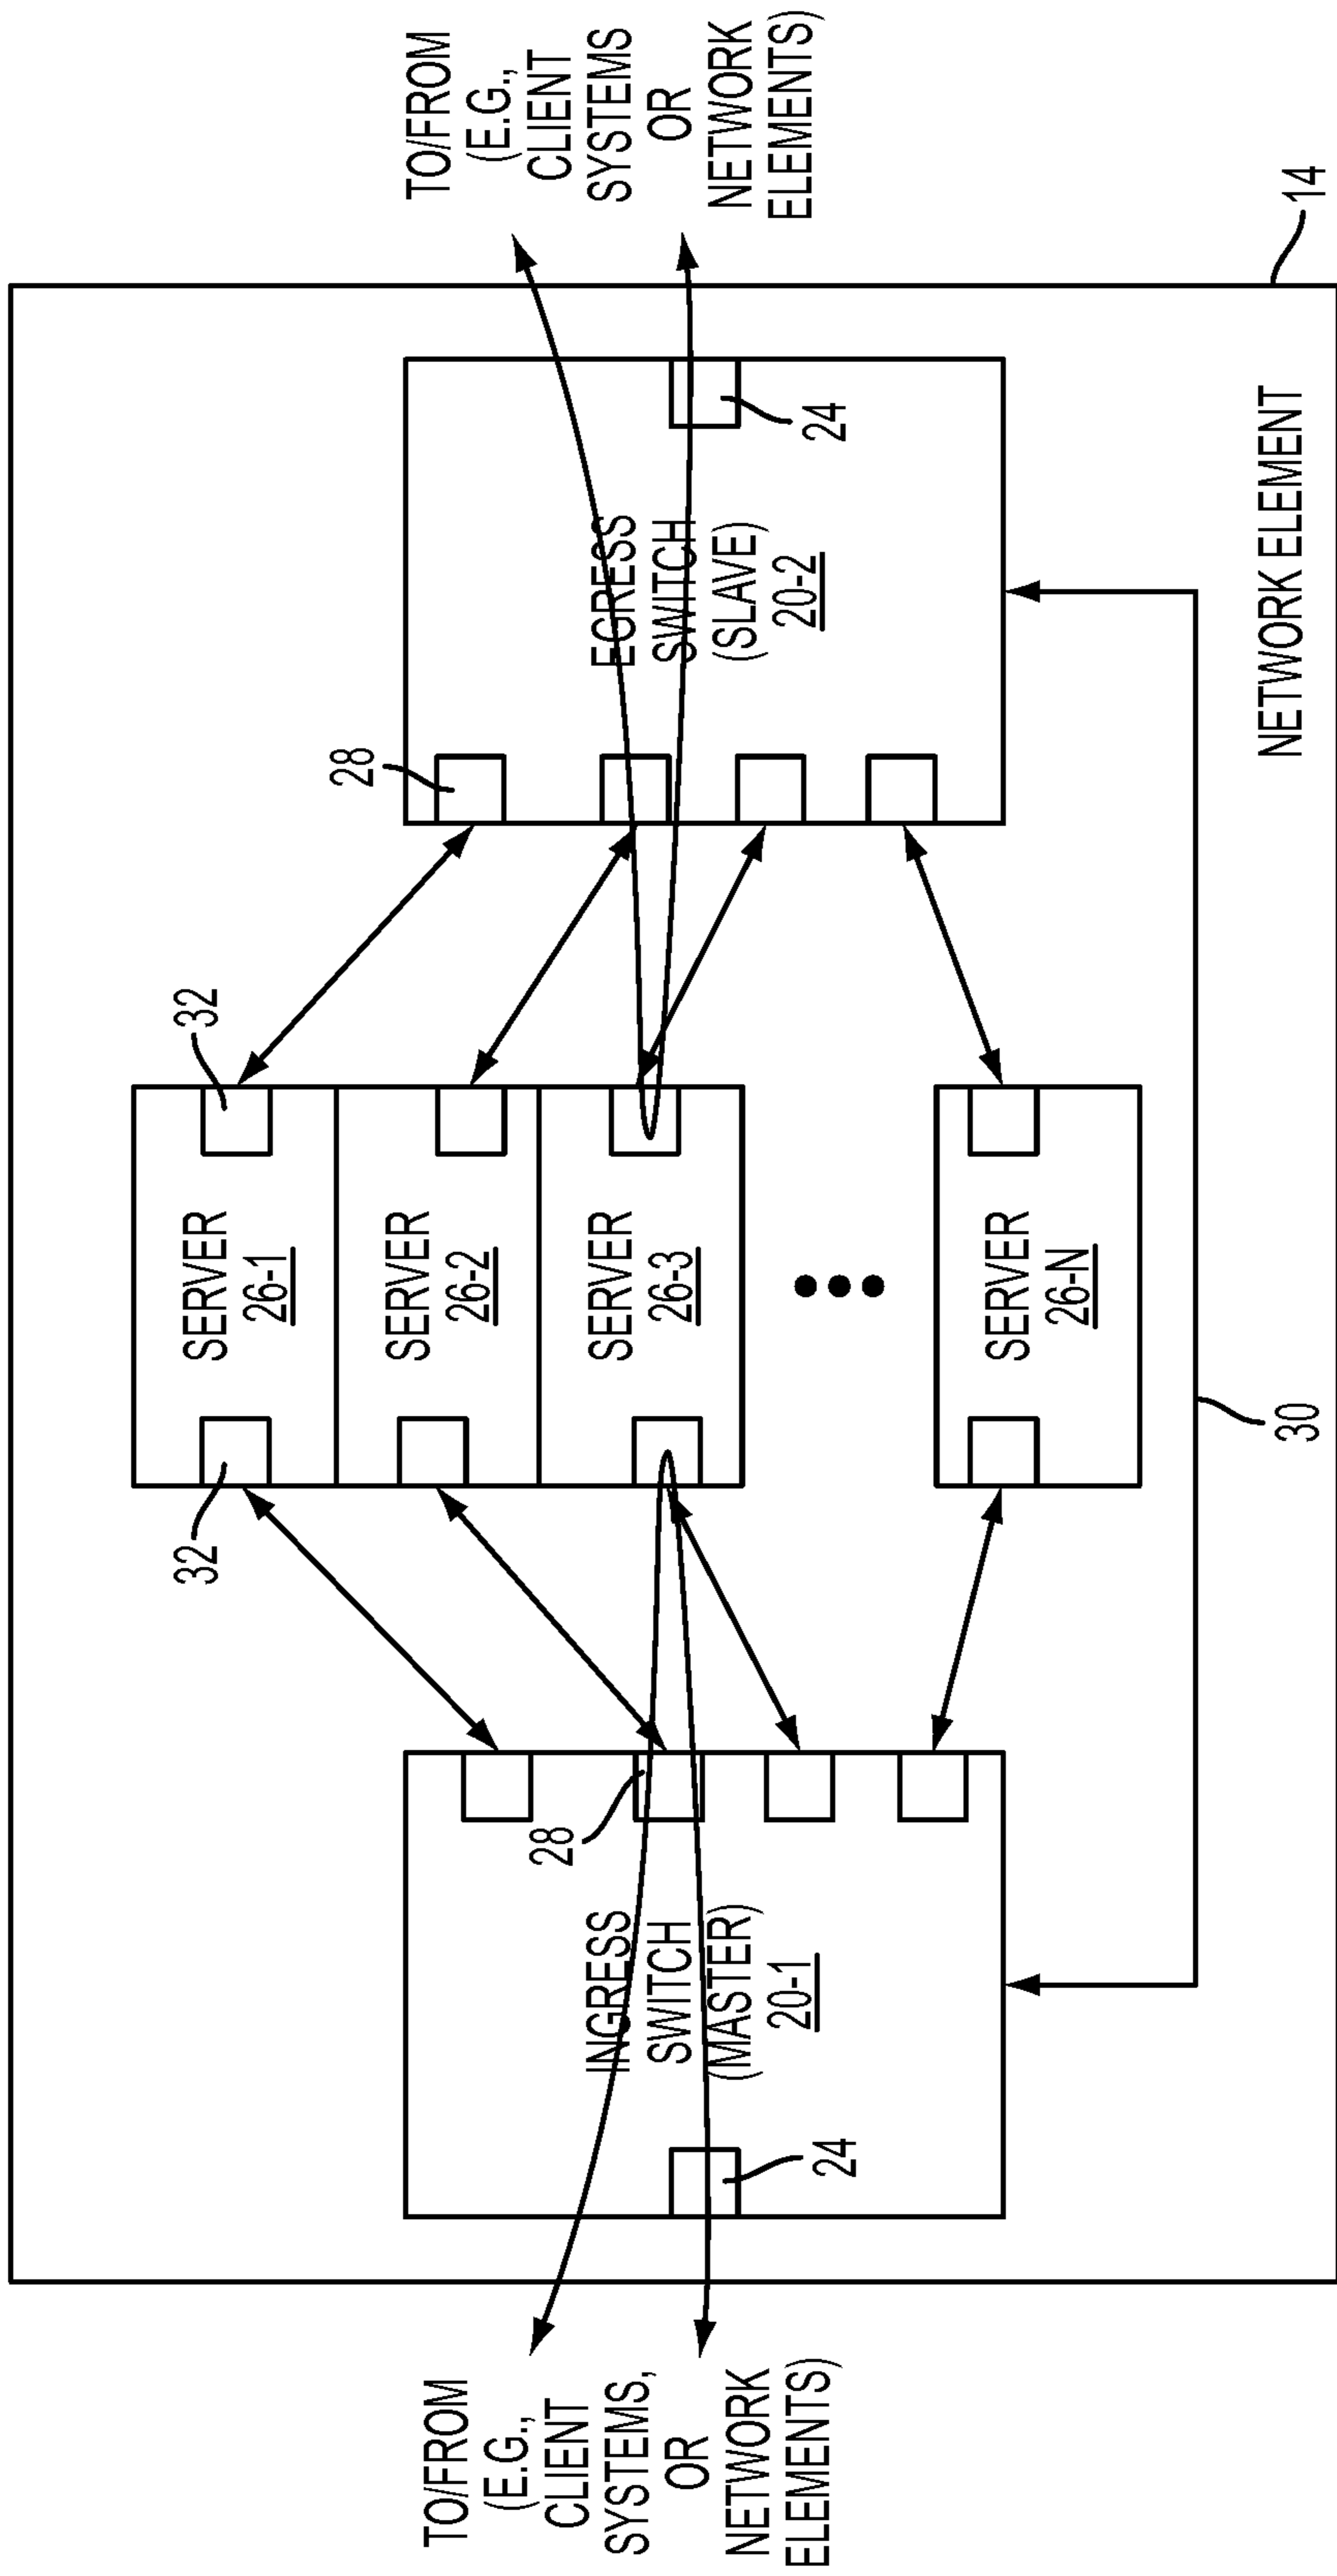 TO/FROM
(E.G.,
CLIENT
SYSTEMS,
OR
NETWORK
ELEMENTS)
INGRESS
SWITCH
(MASTER)
20-1
24
28
32
32
SERVER
26-1
SERVER
26-2
SERVER
26-3
SERVER
26-N
30
28
EGRESS
SWITCH
(SLAVE)
20-2
24
NETWORK ELEMENT
14
TO/FROM
(E.G.,
CLIENT
SYSTEMS
OR
NETWORK
ELEMENTS)